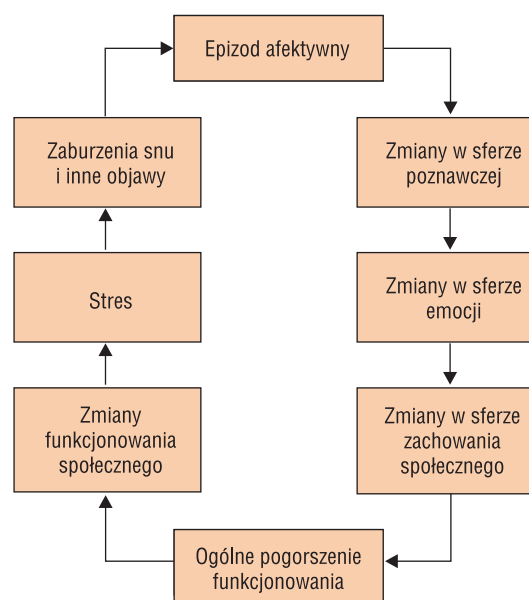 Epizod afektywny
Zmiany w sferze
poznawczej
Zmiany w sferze
emocji
Zmiany w sferze
zachowania
społecznego
Ogólne pogorszenie
funkcjonowania
Zmiany
funkcjonowania
społecznego
Stres
Zaburzenia snu
i inne objawy